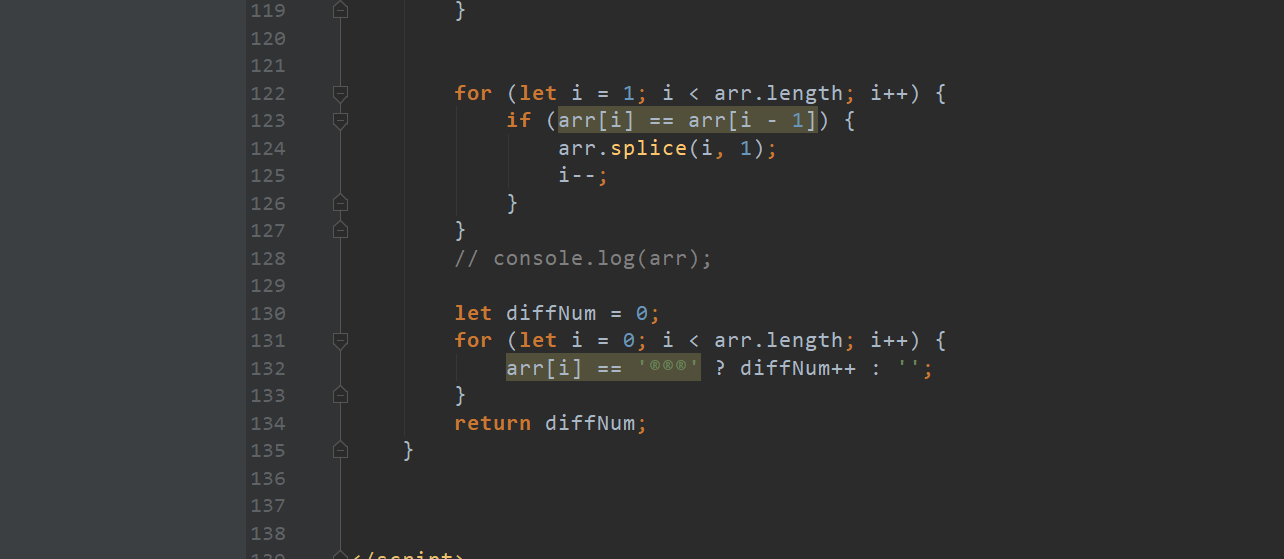 119 }
120
121
122 for (let i = 1; i < arr.length; i++) {
123 if (arr[i] == arr[i - 1]) {
124 arr.splice(i, 1);
125 i--;
126 }
127 }
128 // console.log(arr);
129
130 let diffNum = 0;
131 for (let i = 0; i < arr.length; i++) {
132 arr[i] == '®®®' ? diffNum++ : '';
133 }
134 return diffNum;
135 }
136
137
138
139 </script>